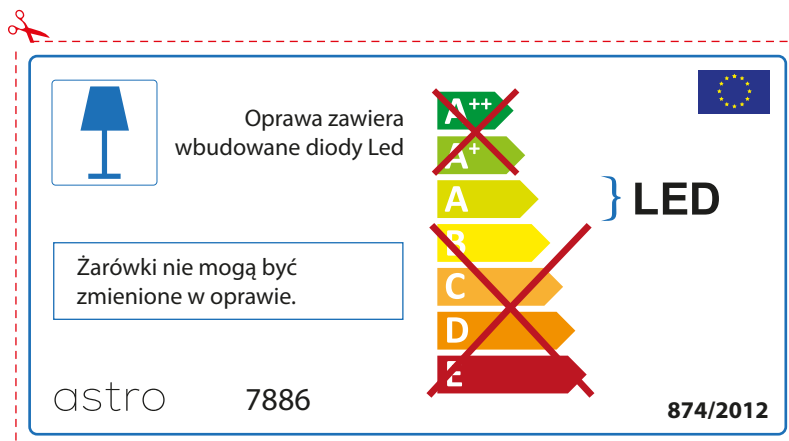 Oprawa zawiera
wbudowane diody Led
Żarówki nie mogą być
zmienione w oprawie.
A++
A+
A
B
C
D
E
LED
astro
7886
874/2012